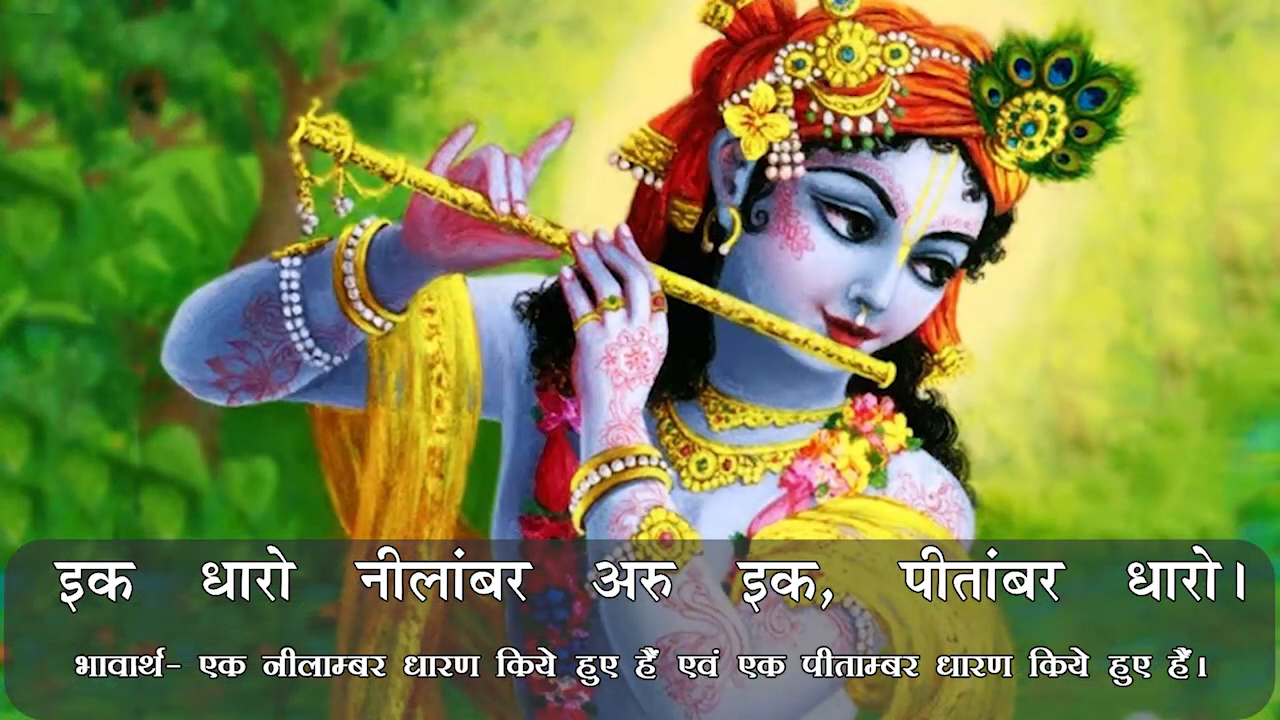 इक धारो नीलांबर अरु इक, पीतांबर धारो।
भावार्थ- एक नीलाम्बर धारण किये हुए हैं एवं एक पीताम्बर धारण किये हुए हैं।